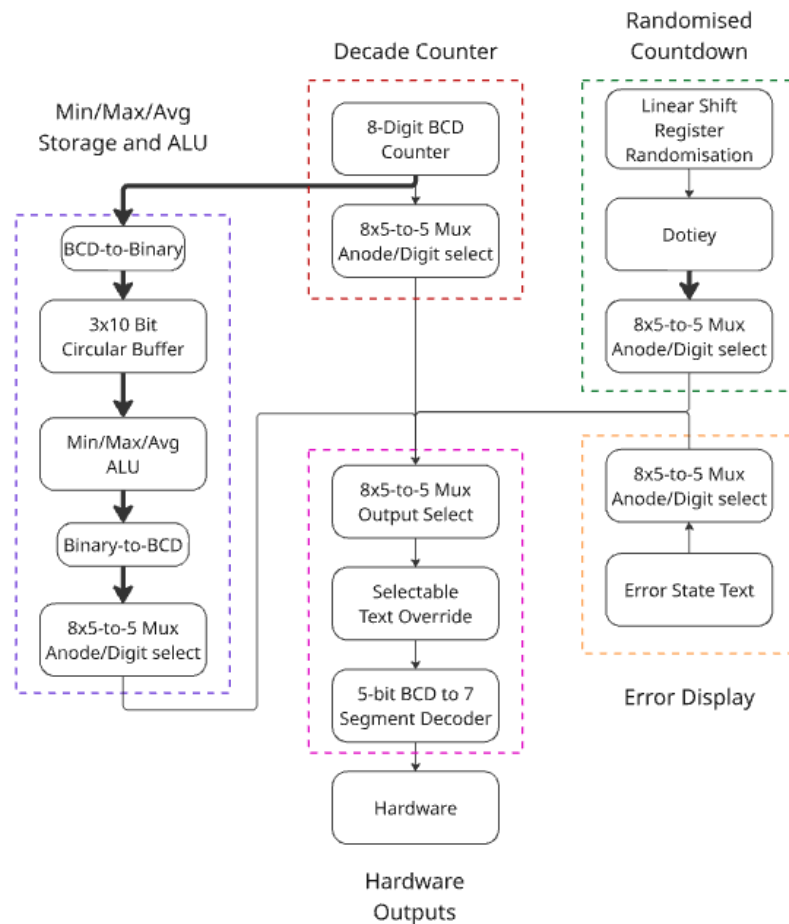 Decade Counter
Randomised
Countdown
Min/Max/Avg
Storage and ALU
8-Digit BCD
Counter
8x5-to-5 Mux
Anode/Digit select
Linear Shift
Register
Randomisation
Dotiey
8x5-to-5 Mux
Anode/Digit select
BCD-to-Binary
3x10 Bit
Circular Buffer
Min/Max/Avg
ALU
Binary-to-BCD
8x5-to-5 Mux
Anode/Digit select
8x5-to-5 Mux
Output Select
Selectable
Text Override
5-bit BCD to 7
Segment Decoder
Hardware
Hardware
Outputs
8x5-to-5 Mux
Anode/Digit select
Error State Text
Error Display